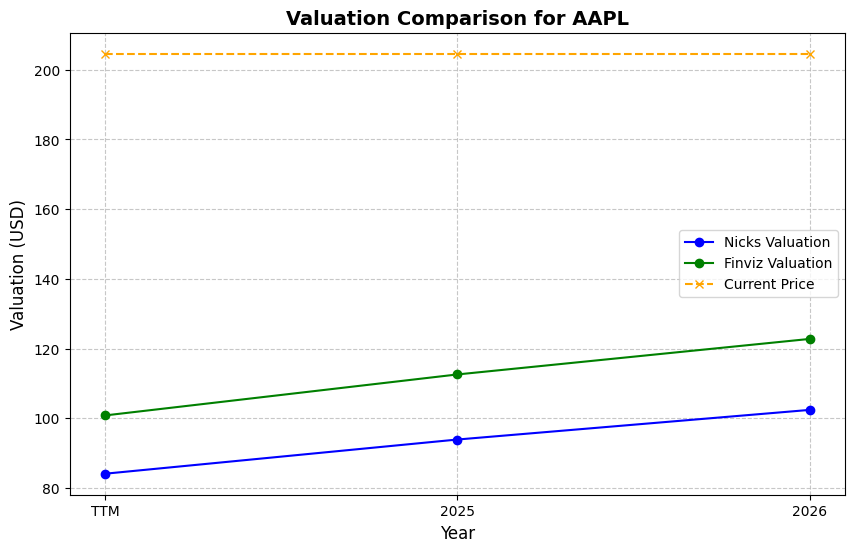 Valuation Comparison for AAPL
Valuation (USD)
200
180
160
140
120
100
80
Nicks Valuation
Finviz Valuation
Current Price
TTM
2025
2026
Year